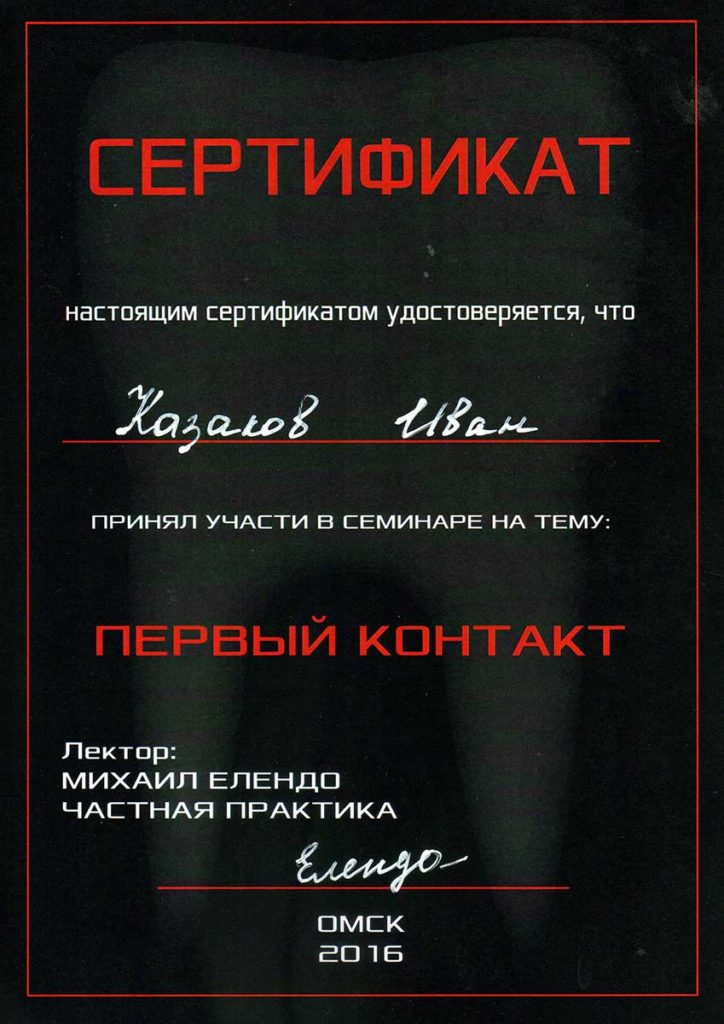 СЕРТИФИКАТ
настоящим сертификатом удостоверяется, что
Казаков Иван
ПРИНЯЛ УЧАСТИ В СЕМИНАРЕ НА ТЕМУ:
ПЕРВЫЙ КОНТАКТ
Лектор:
МИХАИЛ ЕЛЕНДО
ЧАСТНАЯ ПРАКТИКА
Елендо
ОМСК
2016